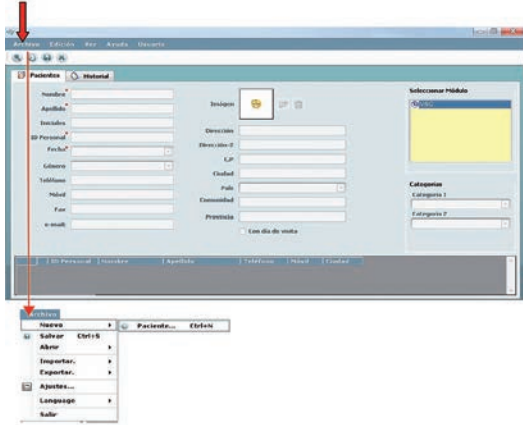 Archivo Edición Ver Ayuda Usuario
Pacientes Material
Nombre*
Apellido*
Iniciales
ID Personal*
Fecha*
Género
Teléfono
Móvil
Fax
e-mail:
Imágen
Dirección
Dirección-2
C.P.
Ciudad
País
Comunidad
Provincia
Con día de visita
Seleccionar Módulo
Categorías
Categoría 1
Categoría 2
ID Personal Nombre Apellido Teléfono Móvil Ciudad
Archivo
Nuevo
Paciente... Ctrl+N
Salvar Ctrl+S
Abrir
Importar.
Exportar.
Ajustes...
Language
Salir